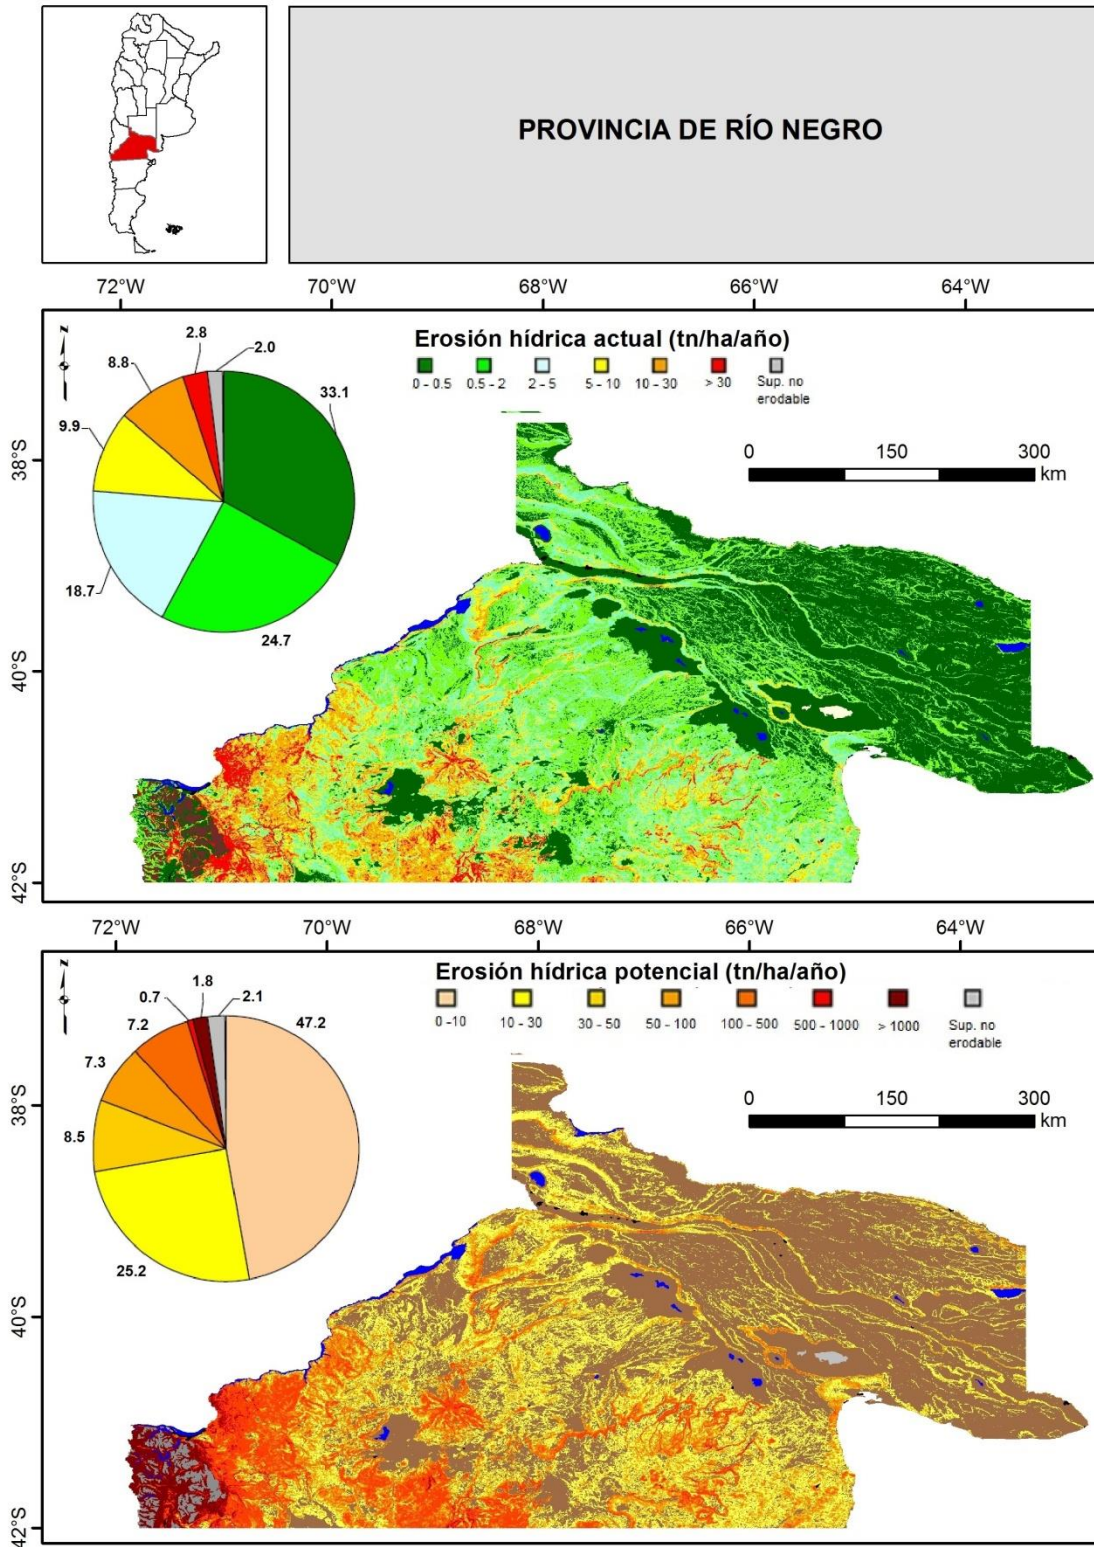 PROVINCIA DE RÍO NEGRO
72°W 70°W 68°W 66°W 64°W
N
Erosión hídrica actual (tn/ha/año)
0 - 0.5 0.5 - 2 2 - 5 5 - 10 10 - 30 > 30 Sup. no
erodable
2.8 2.0
8.8 33.1
9.9
18.7
24.7
0 150 300
km
38°S
40°S
42°S
72°W 70°W 68°W 66°W 64°W
N
Erosión hídrica potencial (tn/ha/año)
0 -10 10 - 30 30 - 50 50 - 100 100 - 500 500 - 1000 > 1000 Sup. no
erodable
1.8
0.7 2.1
7.2 47.2
7.3
8.5
25.2
0 150 300
km
38°S
40°S
42°S